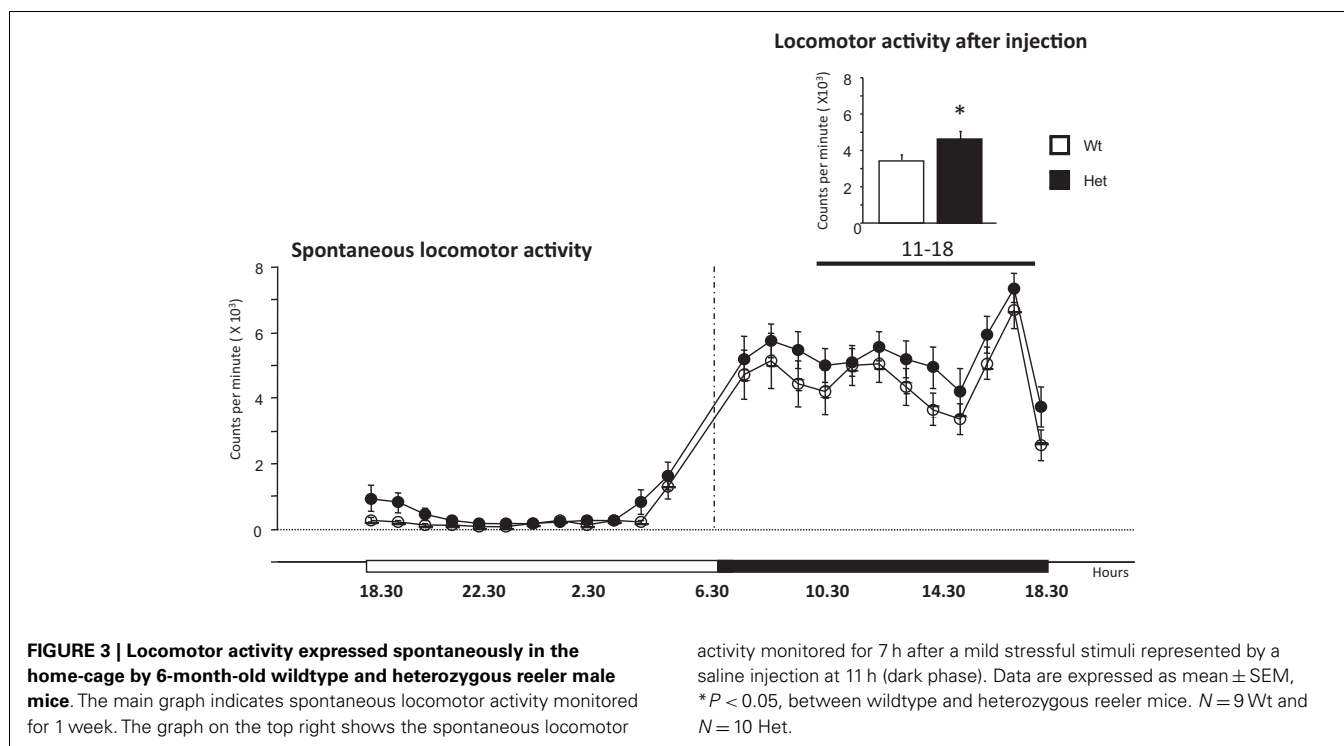 Locomotor activity after injection
Counts per minute ( X10³)
8
6
4
2
0
*
Wt
Het
11-18
Spontaneous locomotor activity
Counts per minute ( X 10³)
8
6
4
2
0
Hours
18.30 22.30 2.30 6.30 10.30 14.30 18.30
FIGURE 3 | Locomotor activity expressed spontaneously in the
home-cage by 6-month-old wildtype and heterozygous reeler male
mice. The main graph indicates spontaneous locomotor activity monitored
for 1 week. The graph on the top right shows the spontaneous locomotor
activity monitored for 7 h after a mild stressful stimuli represented by a
saline injection at 11 h (dark phase). Data are expressed as mean ± SEM,
*P < 0.05, between wildtype and heterozygous reeler mice. N = 9 Wt and
N = 10 Het.